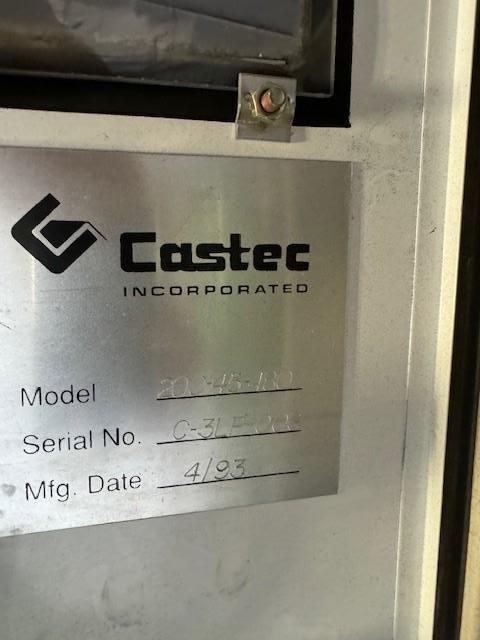 Castec
INCORPORATED
Model
Serial No.
Mfg. Date 4/93